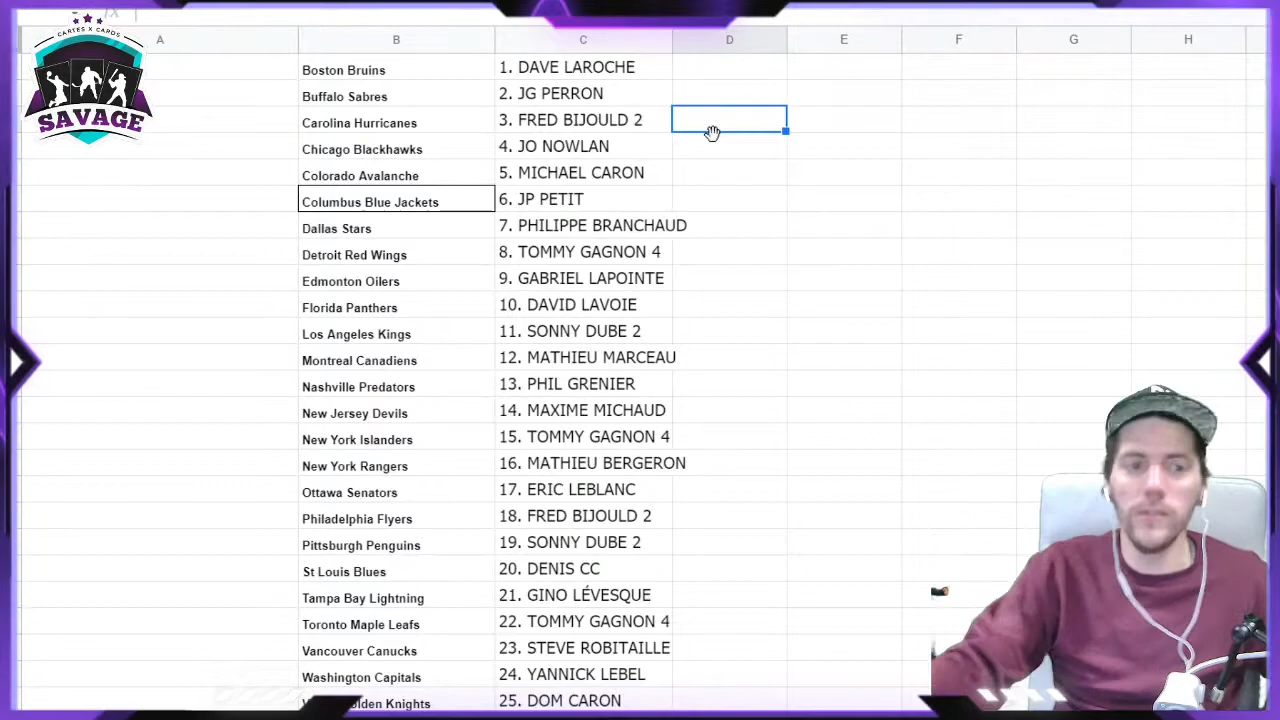 CARTES X CARDS
SAVAGE
A B C D E F G H
Boston Bruins 1. DAVE LAROCHE
Buffalo Sabres 2. JG PERRON
Carolina Hurricanes 3. FRED BIJOULD 2
Chicago Blackhawks 4. JO NOWLAN
Colorado Avalanche 5. MICHAEL CARON
Columbus Blue Jackets 6. JP PETIT
Dallas Stars 7. PHILIPPE BRANCHAUD
Detroit Red Wings 8. TOMMY GAGNON 4
Edmonton Oilers 9. GABRIEL LAPOINTE
Florida Panthers 10. DAVID LAVOIE
Los Angeles Kings 11. SONNY DUBE 2
Montreal Canadiens 12. MATHIEU MARCEAU
Nashville Predators 13. PHIL GRENIER
New Jersey Devils 14. MAXIME MICHAUD
New York Islanders 15. TOMMY GAGNON 4
New York Rangers 16. MATHIEU BERGERON
Ottawa Senators 17. ERIC LEBLANC
Philadelphia Flyers 18. FRED BIJOULD 2
Pittsburgh Penguins 19. SONNY DUBE 2
St Louis Blues 20. DENIS CC
Tampa Bay Lightning 21. GINO LÉVESQUE
Toronto Maple Leafs 22. TOMMY GAGNON 4
Vancouver Canucks 23. STEVE ROBITAILLE
Washington Capitals 24. YANNICK LEBEL
Knights 25. DOM CARON